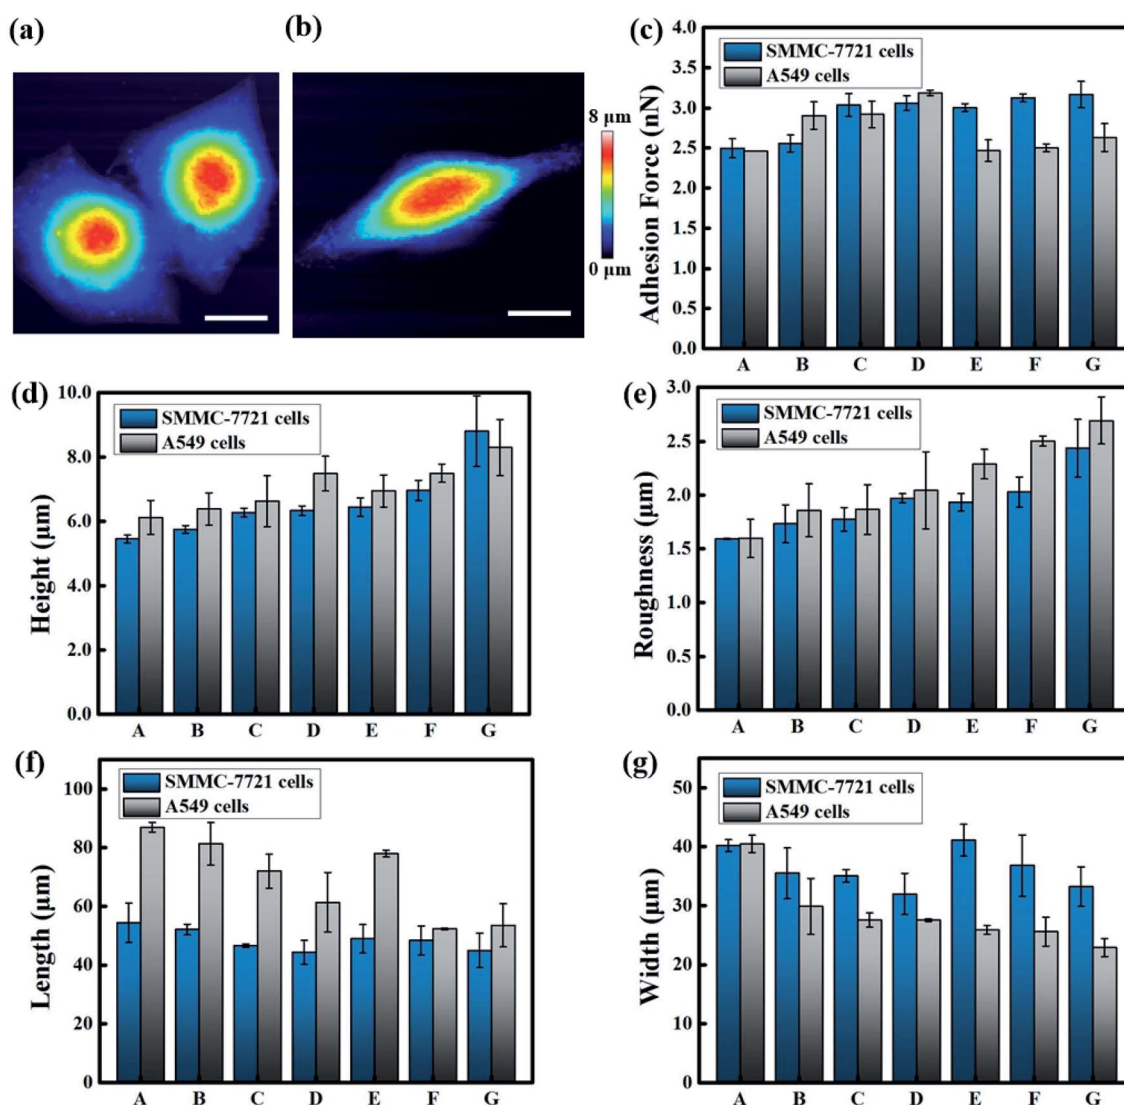 (a)
(b)
8 μm
0 μm
(c)
Adhesion Force (nN)
4.0
3.5
3.0
2.5
2.0
1.5
1.0
0.5
0.0
SMMC-7721 cells
A549 cells
A B C D E F G
(d)
Height (μm)
10.0
8.0
6.0
4.0
2.0
0.0
SMMC-7721 cells
A549 cells
A B C D E F G
(e)
Roughness (μm)
3.0
2.5
2.0
1.5
1.0
0.5
0.0
SMMC-7721 cells
A549 cells
A B C D E F G
(f)
Length (μm)
100
80
60
40
20
0
SMMC-7721 cells
A549 cells
A B C D E F G
(g)
Width (μm)
50
40
30
20
10
0
SMMC-7721 cells
A549 cells
A B C D E F G